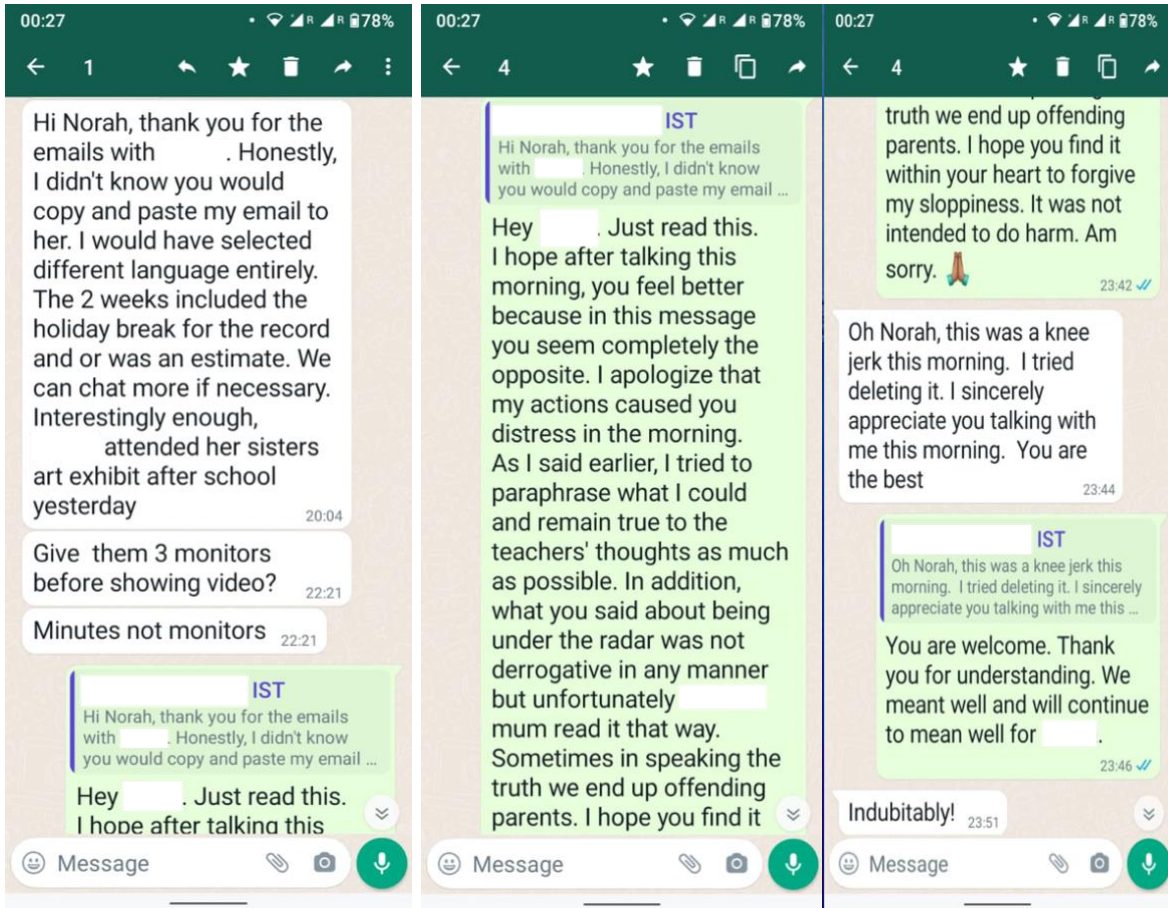 00:27
R R 78%
1
Hi Norah, thank you for the
emails with . Honestly,
I didn't know you would
copy and paste my email to
her. I would have selected
different language entirely.
The 2 weeks included the
holiday break for the record
and or was an estimate. We
can chat more if necessary.
Interestingly enough,
attended her sisters
art exhibit after school
yesterday
20:04
Give them 3 monitors
before showing video?
22:21
Minutes not monitors
22:21
IST
Hi Norah, thank you for the emails
with . Honestly, I didn't know
you would copy and paste my email ...
Hey . Just read this.
I hope after talking this
Message
00:27
R R 78%
4
IST
Hi Norah, thank you for the emails
with . Honestly, I didn't know
you would copy and paste my email ...
Hey . Just read this.
I hope after talking this
morning, you feel better
because in this message
you seem completely the
opposite. I apologize that
my actions caused you
distress in the morning.
As I said earlier, I tried to
paraphrase what I could
and remain true to the
teachers' thoughts as much
as possible. In addition,
what you said about being
under the radar was not
derrogative in any manner
but unfortunately
mum read it that way.
Sometimes in speaking the
truth we end up offending
parents. I hope you find it
Message
00:27
R R 78%
4
truth we end up offending
parents. I hope you find it
within your heart to forgive
my sloppiness. It was not
intended to do harm. Am
sorry.
23:42
Oh Norah, this was a knee
jerk this morning. I tried
deleting it. I sincerely
appreciate you talking with
me this morning. You are
the best
23:44
IST
Oh Norah, this was a knee jerk this
morning. I tried deleting it. I sincerely
appreciate you talking with me this ...
You are welcome. Thank
you for understanding. We
meant well and will continue
to mean well for .
23:46
Indubitably!
23:51
Message